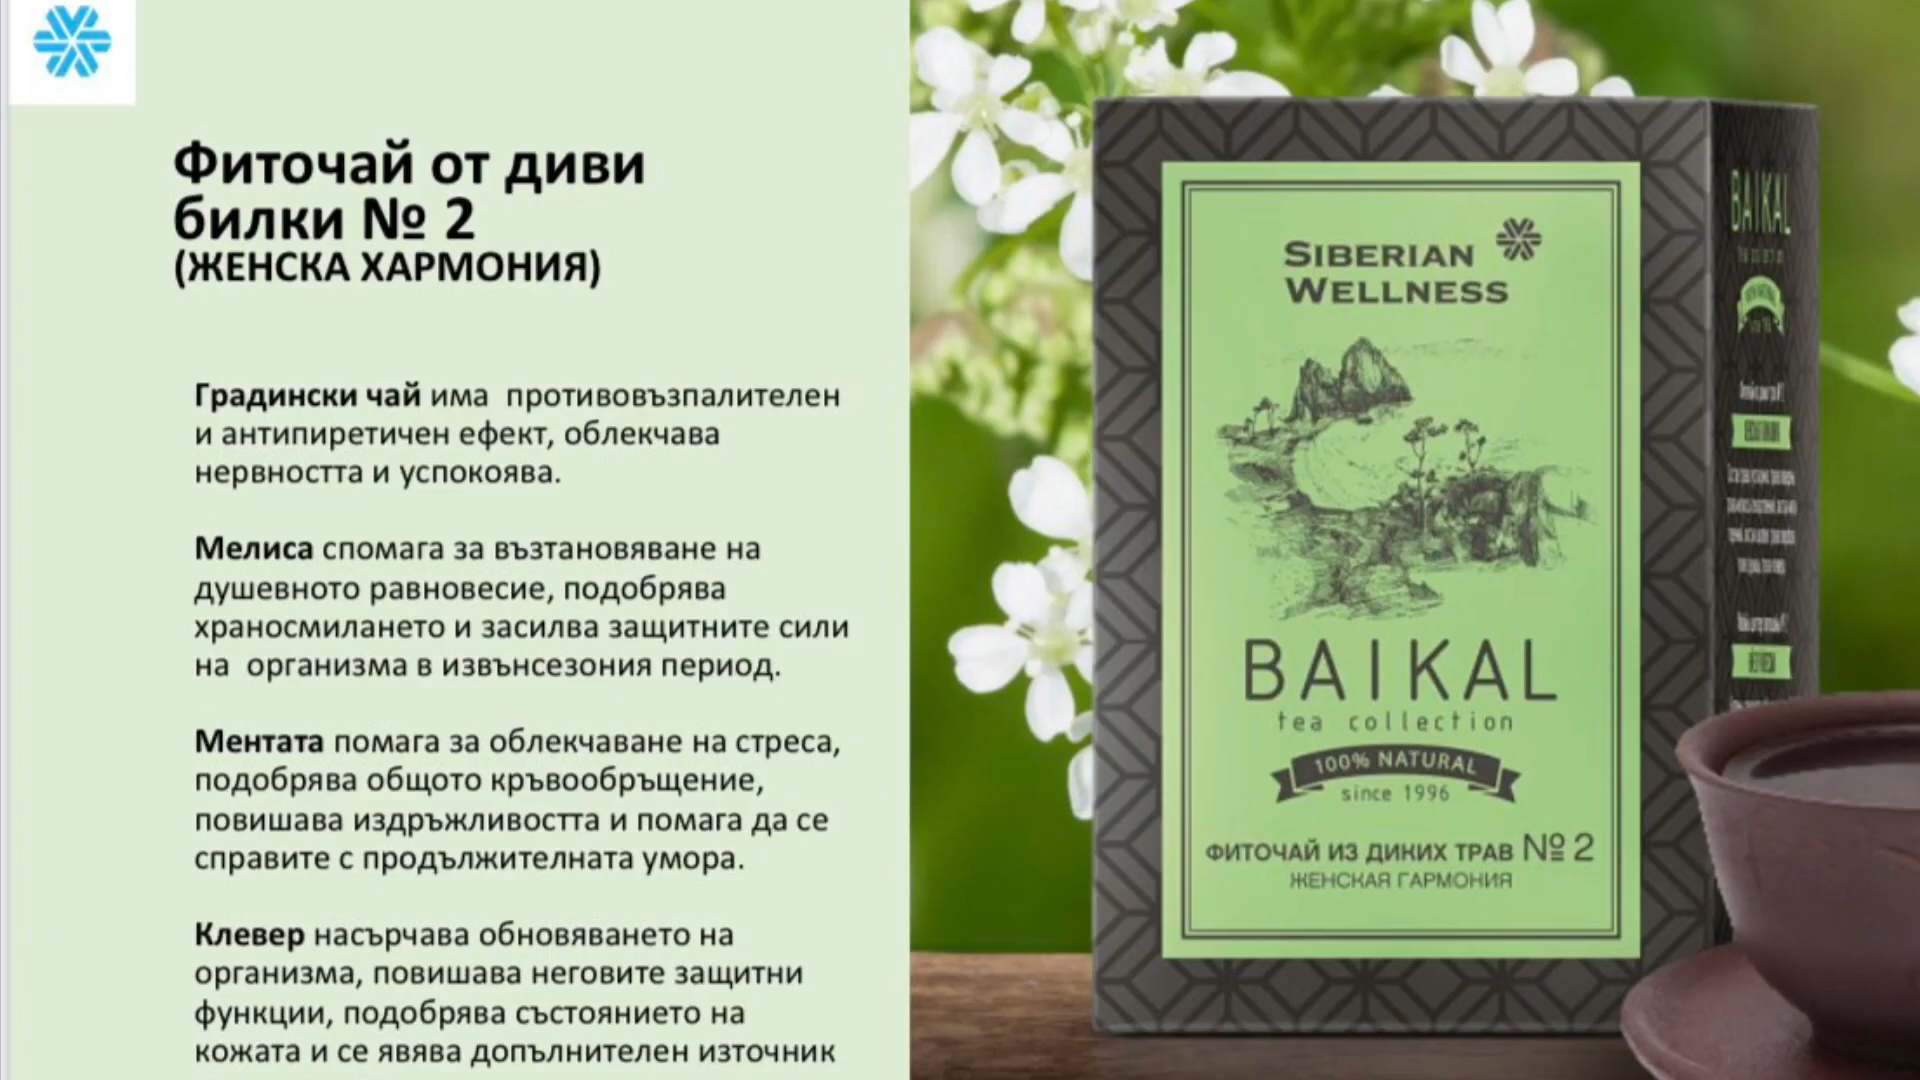 Фиточай от диви
билки № 2
(ЖЕНСКА ХАРМОНИЯ)
Градински чай има противовъзпалителен
и антипиретичен ефект, облекчава
нервността и успокоява.
Мелиса спомага за възтановяване на
душевното равновесие, подобрява
храносмилането и засилва защитните сили
на организма в извънсезония период.
Ментата помага за облекчаване на стреса,
подобрява общото кръвообръщение,
повишава издръжливостта и помага да се
справите с продължителната умора.
Клевер насърчава обновяването на
организма, повишава неговите защитни
функции, подобрява състоянието на
кожата и се явява допълнителен източник
SIBERIAN
WELLNESS
BAIKAL
tea collection
100% NATURAL
since 1996
ФИТОЧАЙ ИЗ ДИКИХ ТРАВ № 2
ЖЕНСКАЯ ГАРМОНИЯ
BAIKAL